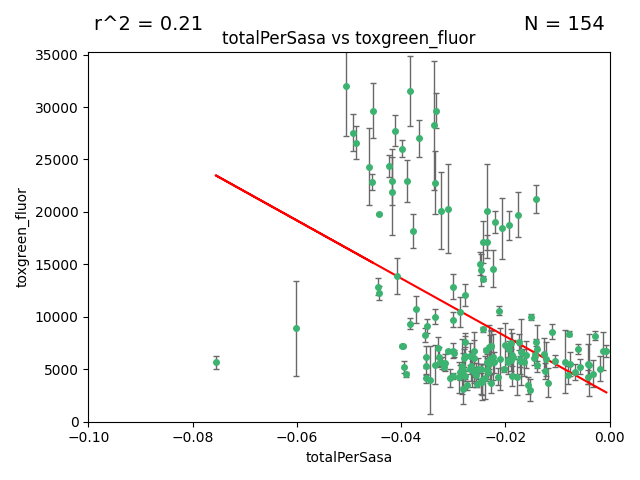 r^2 = 0.21
N = 154
totalPerSasa vs toxgreen_fluor
toxgreen_fluor
35000
30000
25000
20000
15000
10000
5000
0
−0.10
−0.08
−0.06
−0.04
−0.02
0.00
totalPerSasa